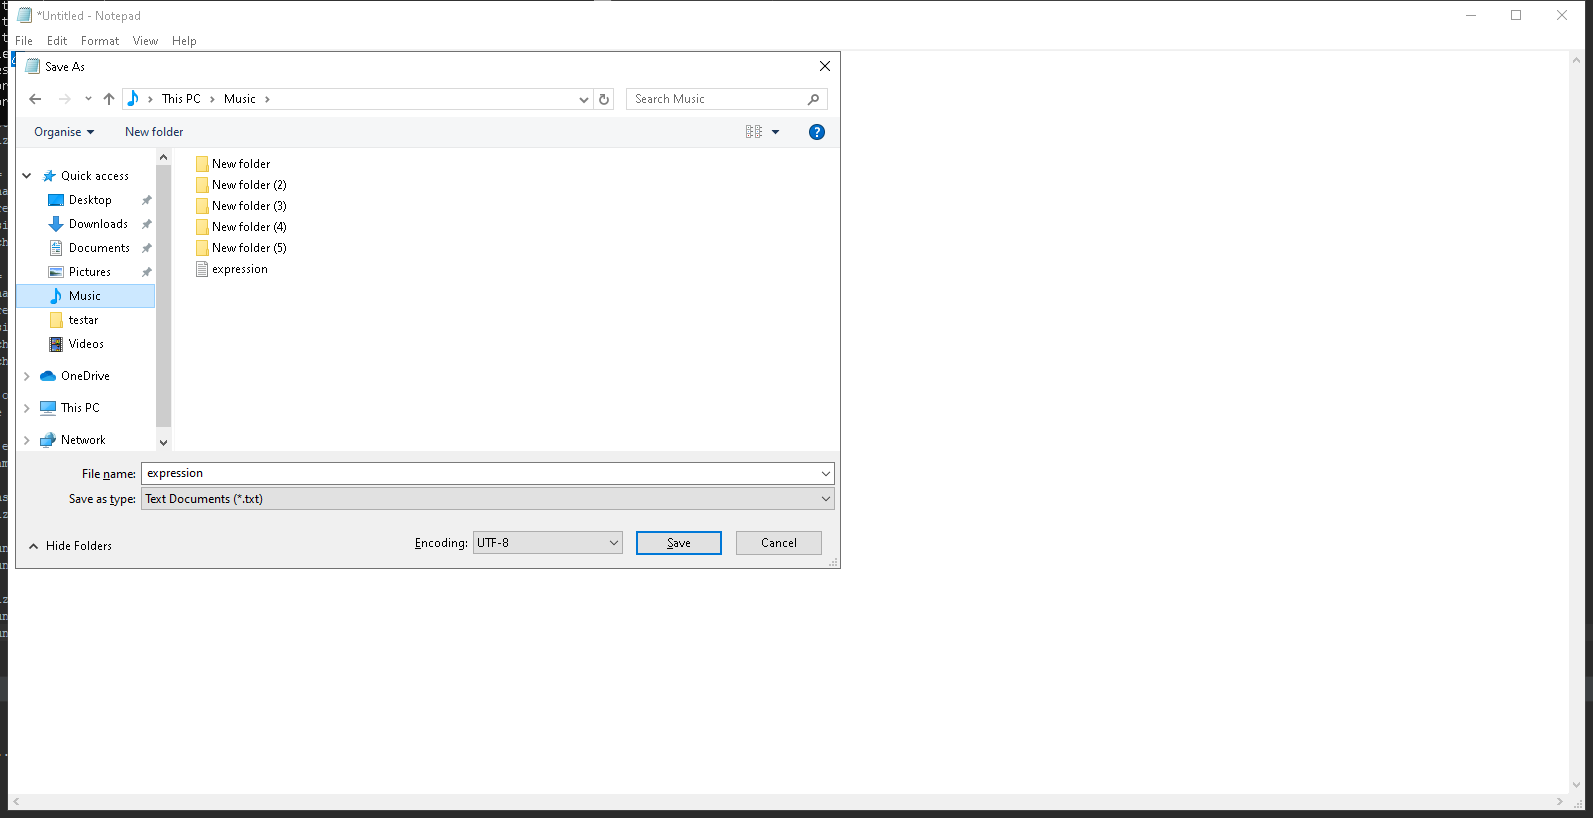 *Untitled - Notepad
File Edit Format View Help
Save As
This PC Music
Search Music
Organise New folder
Quick access
Desktop
Downloads
Documents
Pictures
Music
testar
Videos
OneDrive
This PC
Network
New folder
New folder (2)
New folder (3)
New folder (4)
New folder (5)
expression
File name: expression
Save as type: Text Documents (*.txt)
Hide Folders
Encoding: UTF-8
Save
Cancel